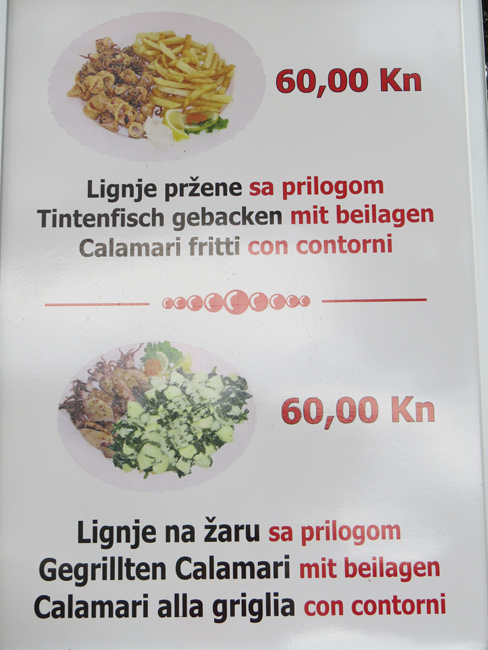 60,00 Kn
Lignje pržene sa prilogom
Tintenfisch gebacken mit beilagen
Calamari fritti con contorni
60,00 Kn
Lignje na žaru sa prilogom
Gegrillten Calamari mit beilagen
Calamari alla griglia con contorni